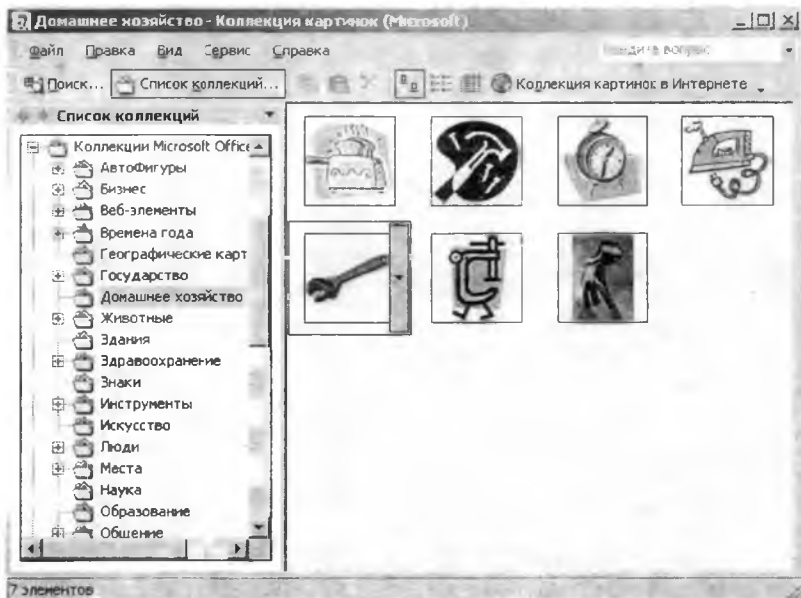 Домашнее хозяйство - Коллекция картинок (Microsoft)
Файл Правка Вид Сервис Справка
Поиск... Список коллекций... Коллекция картинок в Интернете
Список коллекций
Коллекции Microsoft Office
Автофигуры
Бизнес
Веб-элементы
Времена года
Географические карт
Государство
Домашнее хозяйство
Животные
Здания
Здравоохранение
Знаки
Инструменты
Искусство
Люди
Места
Наука
Образование
Общение
7 элементов